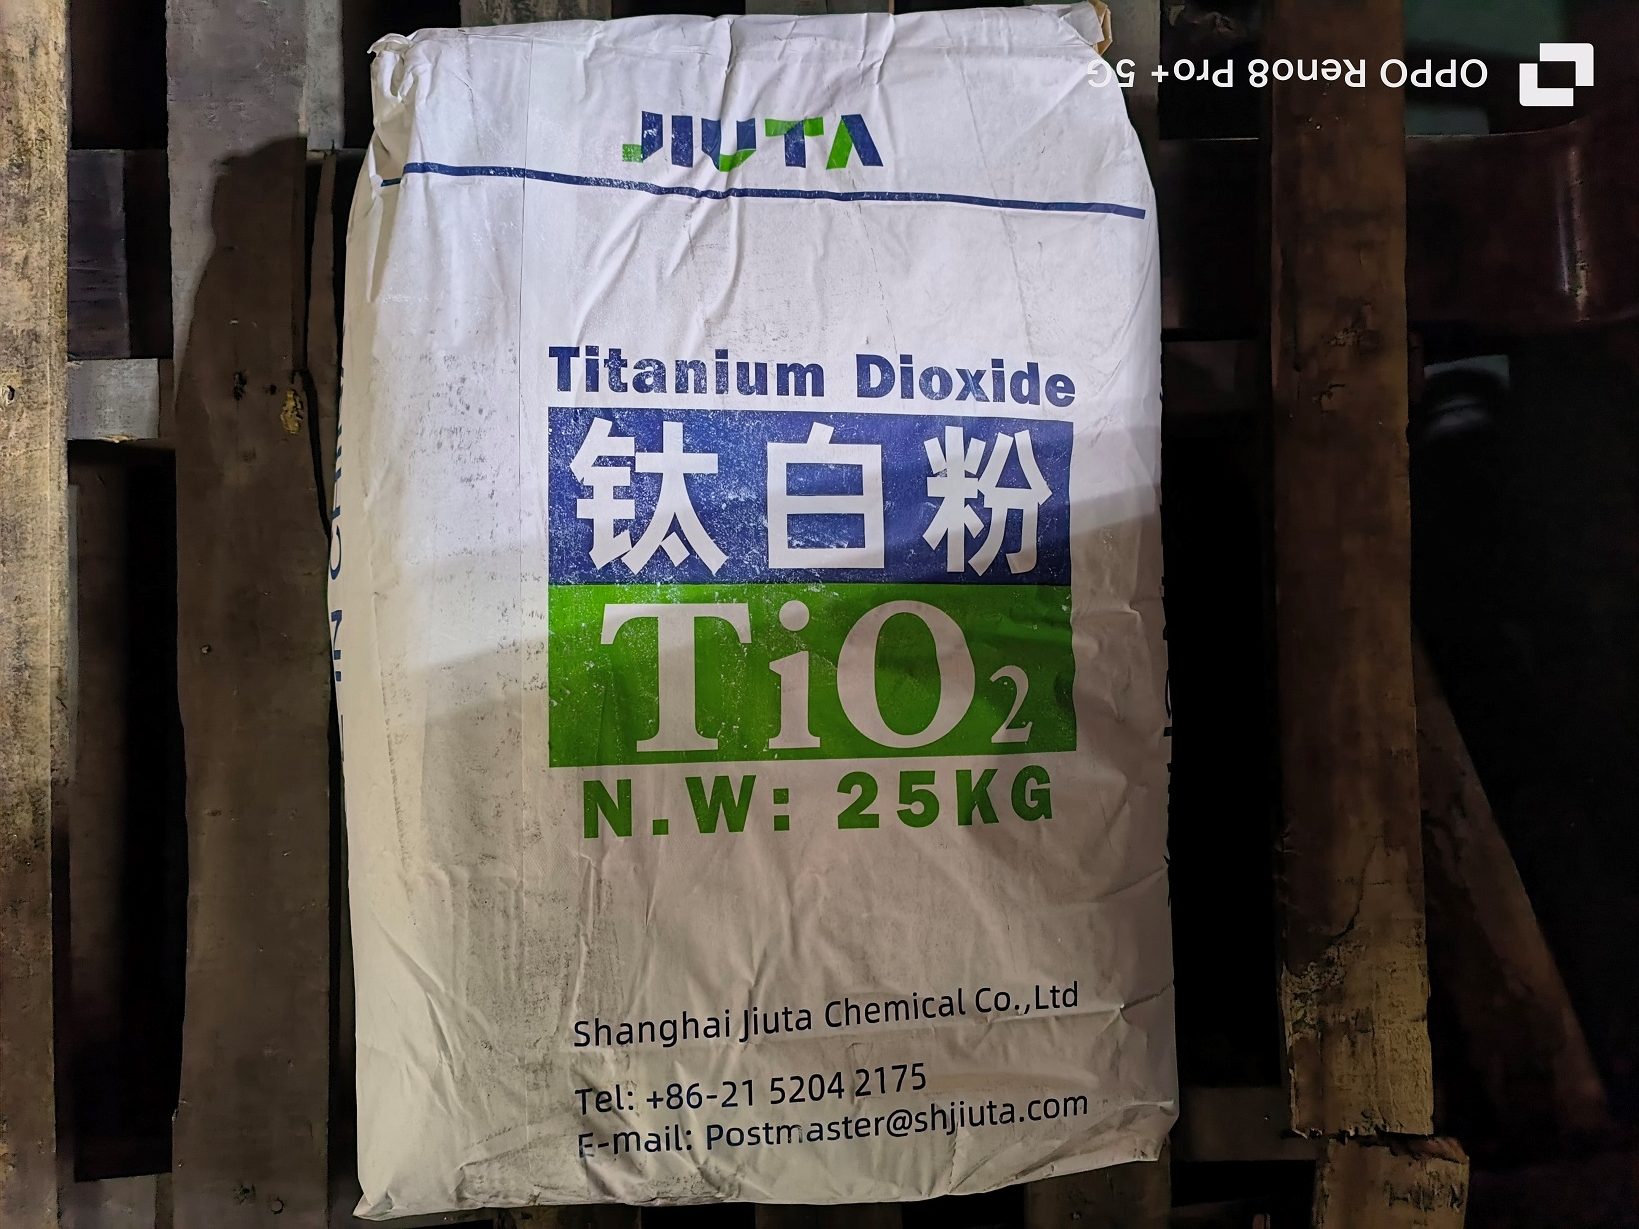 OPPO Reno8 Pro+ 5G
JIUTA
Titanium Dioxide
钛白粉
TiO2
N.W: 25KG
Shanghai Jiuta Chemical Co.,Ltd
Tel: +86-21 5204 2175
E-mail: Postmaster@shjiuta.com